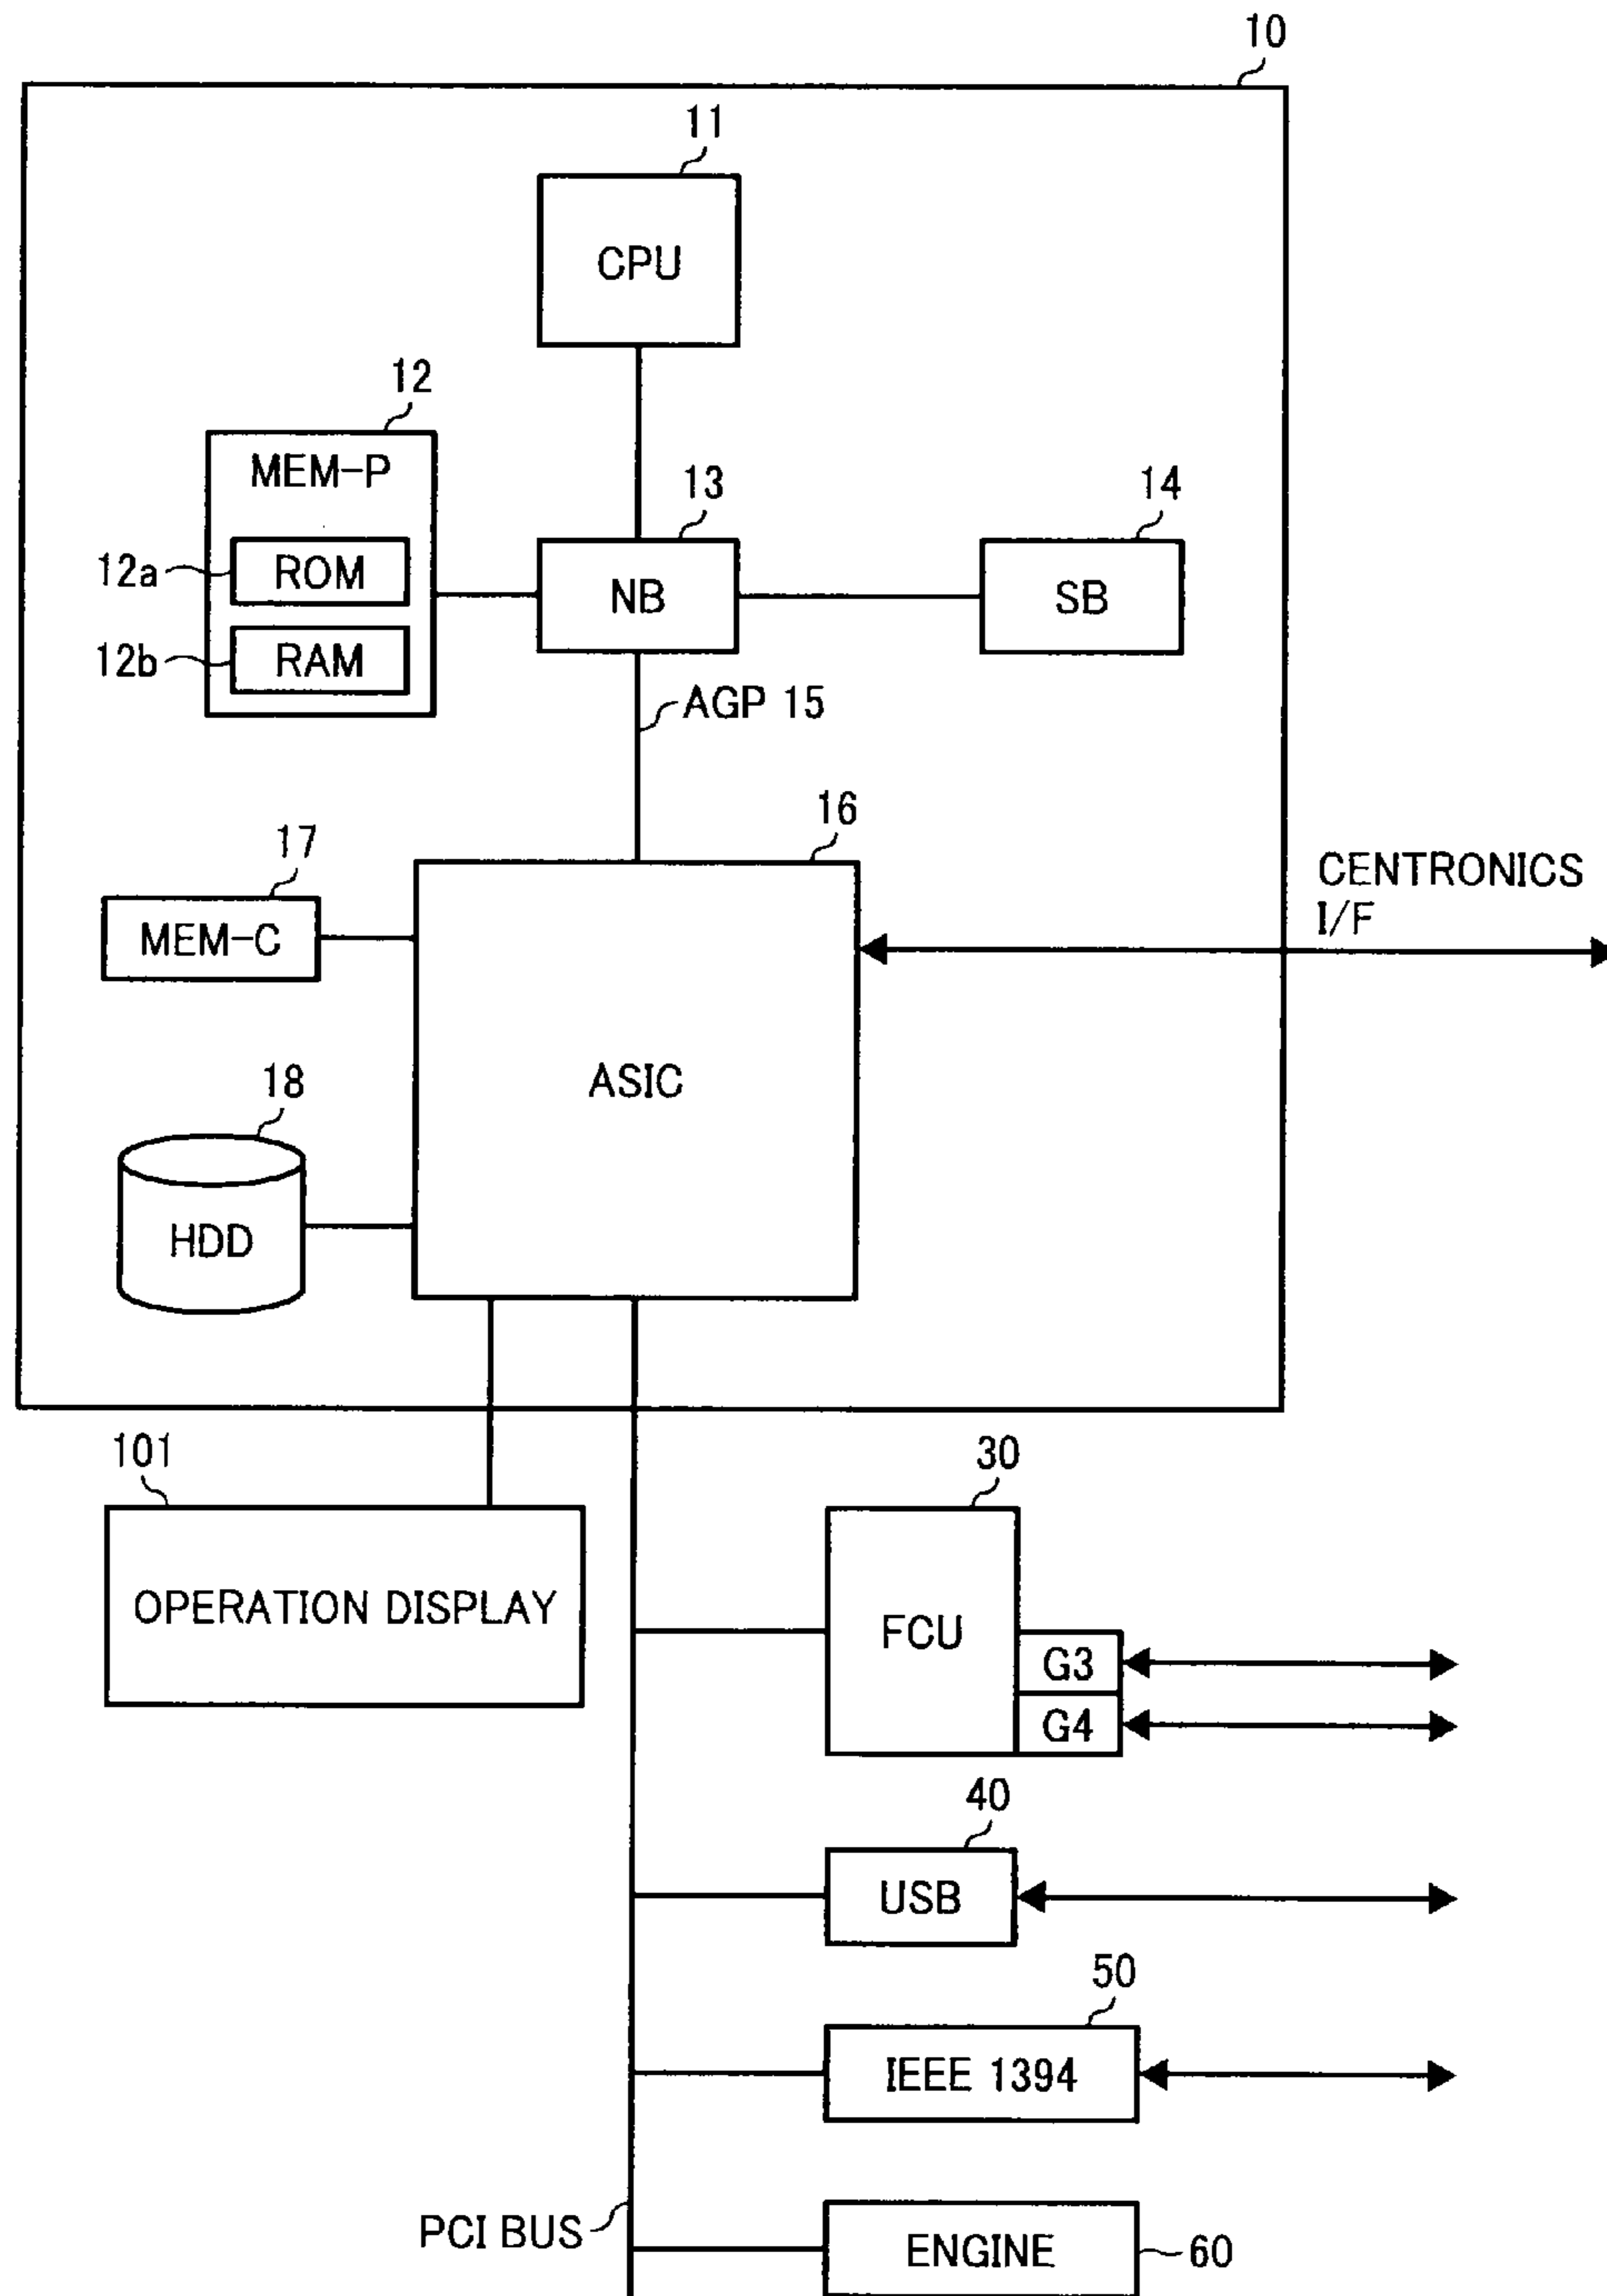 10
11
CPU
12
MEM-P
13
14
12a
ROM
NB
SB
12b
RAM
AGP 15
16
17
CENTRONICS
I/F
MEM-C
ASIC
18
HDD
101
30
OPERATION DISPLAY
FCU
G3
G4
40
USB
50
IEEE 1394
PCI BUS
ENGINE
60